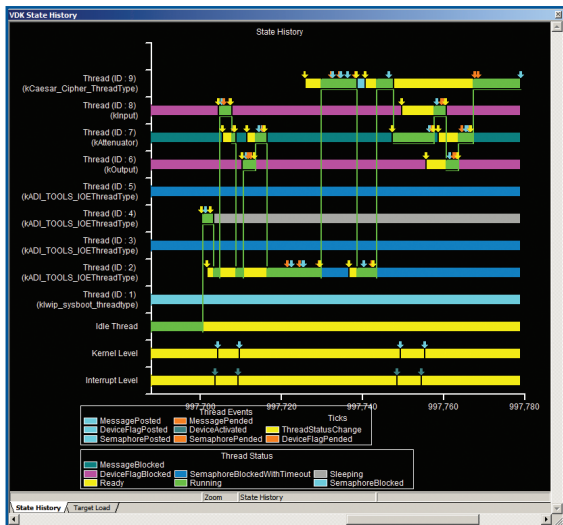 VDK State History
State History
Thread (ID : 9)
(kCaesar_Cipher_ThreadType)
Thread (ID : 8)
(kInput)
Thread (ID : 7)
(kAttenuator)
Thread (ID : 6)
(kOutput)
Thread (ID : 5)
(kADI_TOOLS_IOEThreadType)
Thread (ID : 4)
(kADI_TOOLS_IOEThreadType)
Thread (ID : 3)
(kADI_TOOLS_IOEThreadType)
Thread (ID : 2)
(kADI_TOOLS_IOEThreadType)
Thread (ID : 1)
(klwip_sysboot_threadtype)
Idle Thread
Kernel Level
Interrupt Level
997,700 997,720 997,740 997,760 997,780
Thread Events Ticks
MessagePosted MessagePended
DeviceFlagPosted DeviceActivated ThreadStatusChange
SemaphorePosted SemaphorePended DeviceFlagPended
Thread Status
MessageBlocked
DeviceFlagBlocked SemaphoreBlockedWithTimeout Sleeping
Ready Running SemaphoreBlocked
Zoom State History
State History Target Load